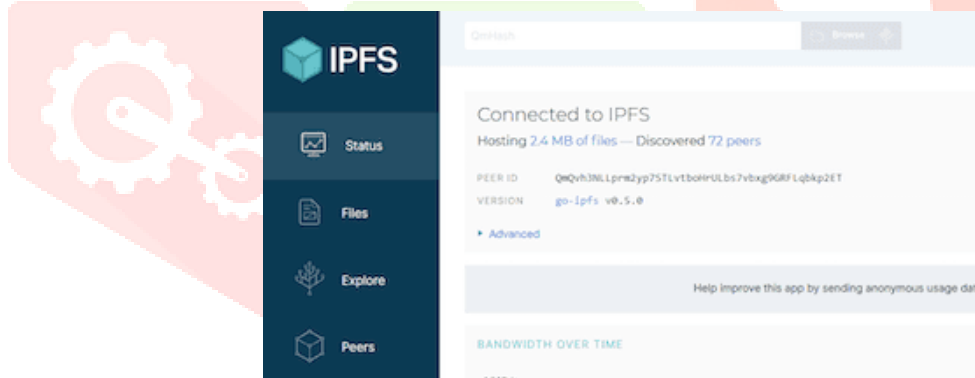 IPFS
QmHash
Browse
Status
Files
Explore
Peers
Connected to IPFS
Hosting 2.4 MB of files — Discovered 72 peers
PEER ID
VERSION go-ipfs v0.5.0
Advanced
Help improve this app by sending anonymous usage dat
BANDWIDTH OVER TIME